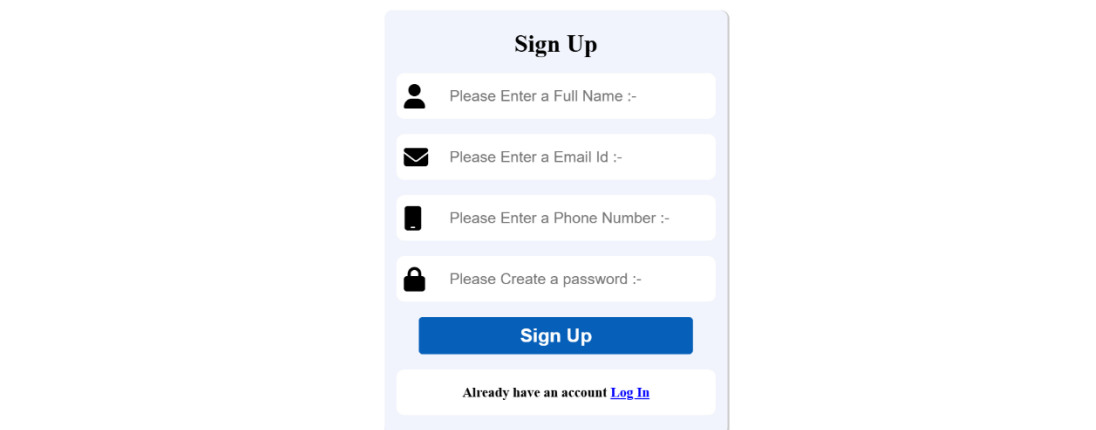 Sign Up
Please Enter a Full Name :-
Please Enter a Email Id :-
Please Enter a Phone Number :-
Please Create a password :-
Sign Up
Already have an account Log In